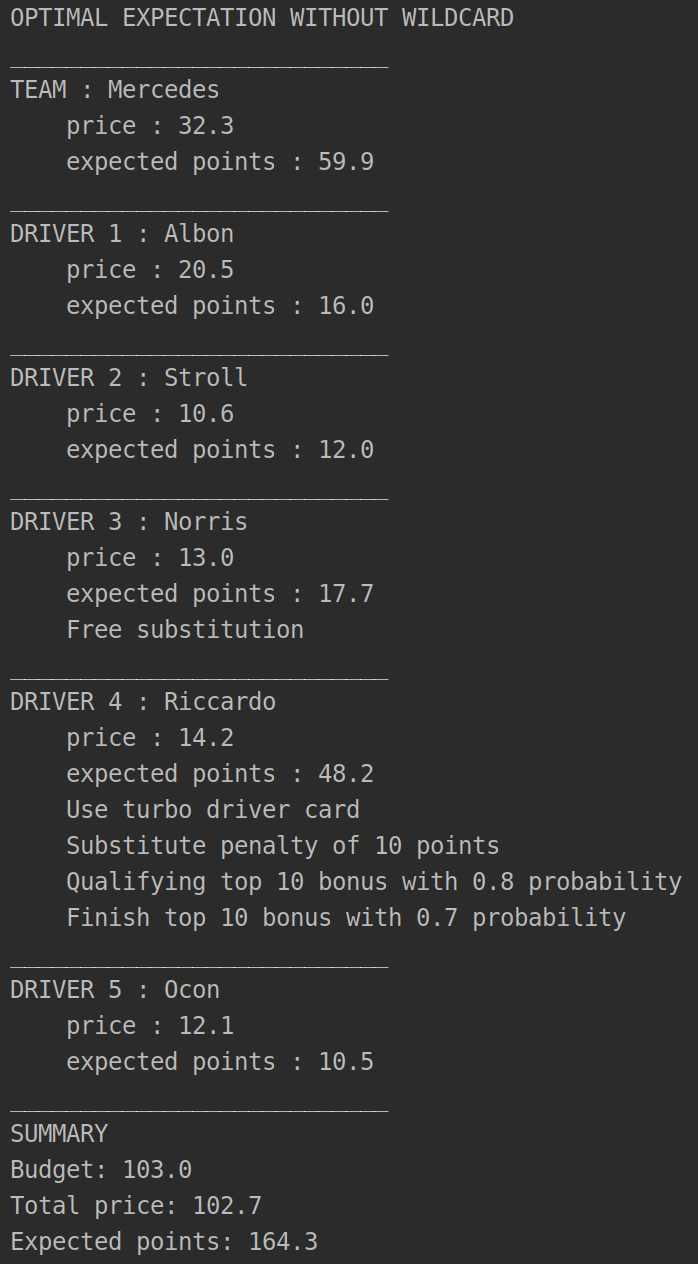 OPTIMAL EXPECTATION WITHOUT WILDCARD
___________________________
TEAM : Mercedes
    price : 32.3
    expected points : 59.9
___________________________
DRIVER 1 : Albon
    price : 20.5
    expected points : 16.0
___________________________
DRIVER 2 : Stroll
    price : 10.6
    expected points : 12.0
___________________________
DRIVER 3 : Norris
    price : 13.0
    expected points : 17.7
    Free substitution
___________________________
DRIVER 4 : Riccardo
    price : 14.2
    expected points : 48.2
    Use turbo driver card
    Substitute penalty of 10 points
    Qualifying top 10 bonus with 0.8 probability
    Finish top 10 bonus with 0.7 probability
___________________________
DRIVER 5 : Ocon
    price : 12.1
    expected points : 10.5
___________________________
SUMMARY
Budget: 103.0
Total price: 102.7
Expected points: 164.3